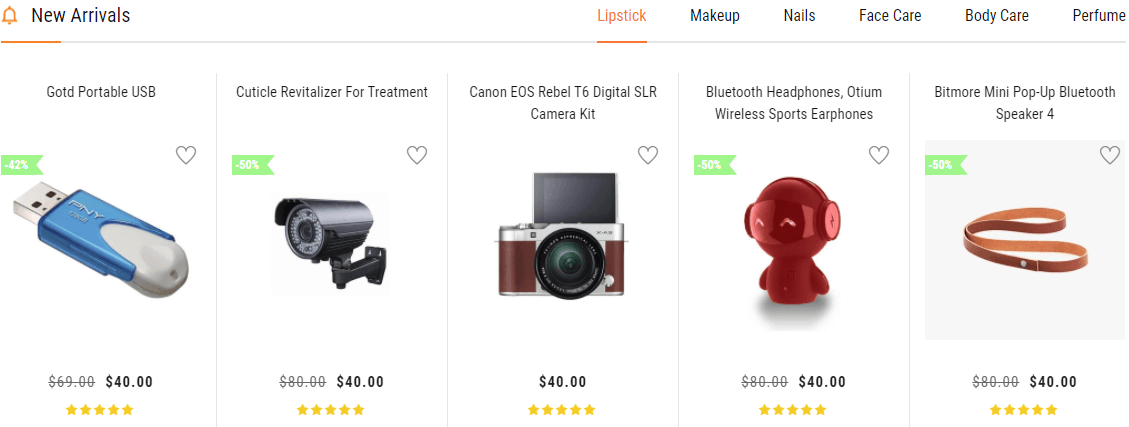 New Arrivals
Lipstick Makeup Nails Face Care Body Care Perfume
Gotd Portable USB
Cuticle Revitalizer For Treatment
Canon EOS Rebel T6 Digital SLR
Camera Kit
Bluetooth Headphones, Otium
Wireless Sports Earphones
Bitmore Mini Pop-Up Bluetooth
Speaker 4
-42%
-50%
-50%
-50%
PNY
X-A3
$69.00 $40.00
$80.00 $40.00
$40.00
$80.00 $40.00
$80.00 $40.00